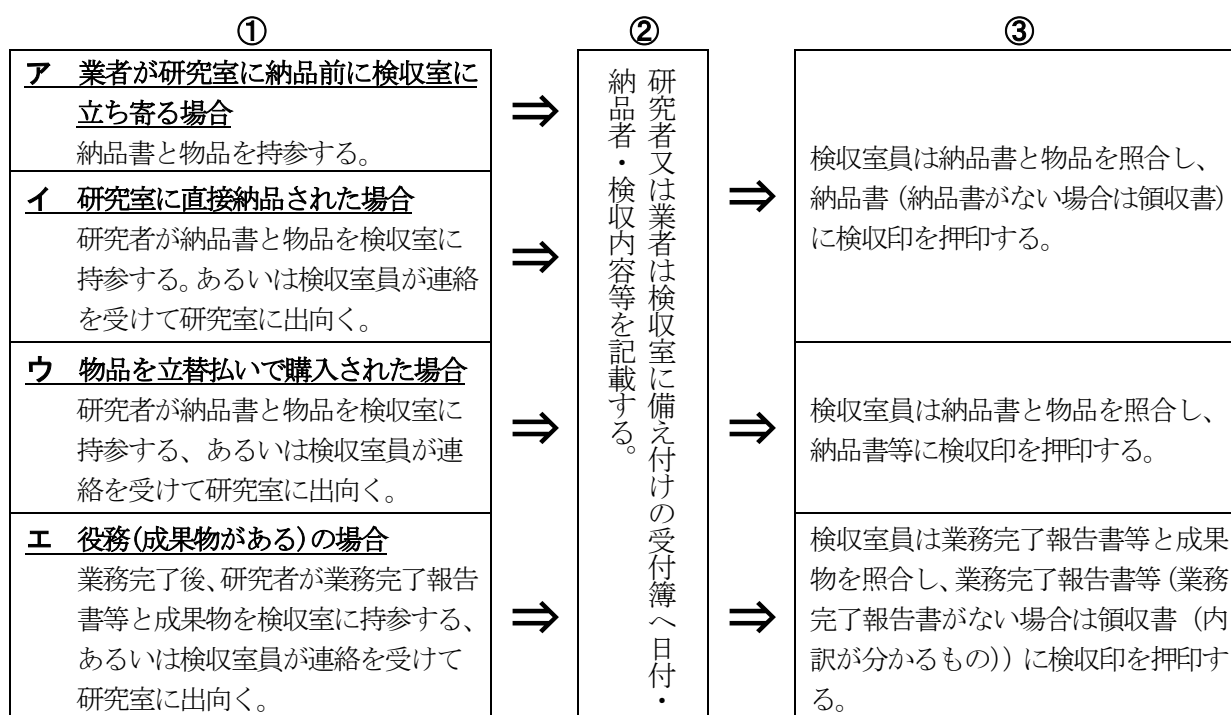 ①
ア 業者が研究室に納品前に検収室に
立ち寄る場合
納品書と物品を持参する。
⇒
イ 研究室に直接納品された場合
研究者が納品書と物品を検収室に
持参する。あるいは検収室員が連絡
を受けて研究室に出向く。
⇒
ウ 物品を立替払いで購入された場合
研究者が納品書と物品を検収室に
持参する、あるいは検収室員が連
絡を受けて研究室に出向く。
⇒
エ 役務(成果物がある)の場合
業務完了後、研究者が業務完了報告
書等と成果物を検収室に持参する、
あるいは検収室員が連絡を受けて
研究室に出向く。
⇒
②
研究者又は業者は検収室に備え付けの受付簿へ日付・
納品者・検収内容等を記載する。
⇒
⇒
⇒
③
検収室員は納品書と物品を照合し、
納品書(納品書がない場合は領収書)
に検収印を押印する。
検収室員は納品書と物品を照合し、
納品書等に検収印を押印する。
検収室員は業務完了報告書等と成果
物を照合し、業務完了報告書等(業務
完了報告書がない場合は領収書(内
訳が分かるもの))に検収印を押印す
る。